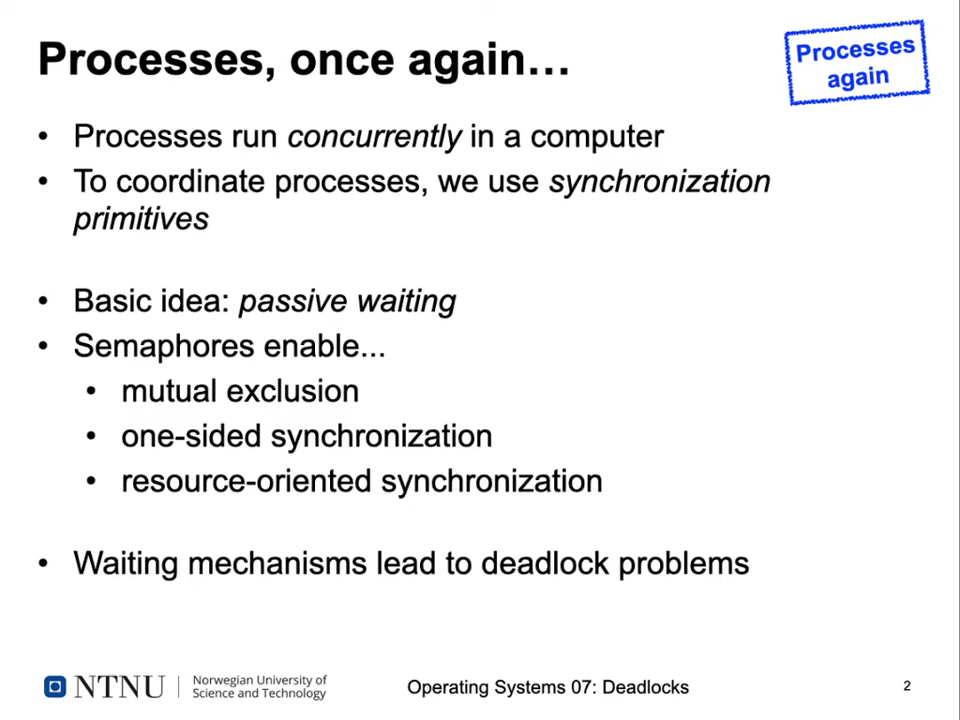 Processes, once again…
Processes
again
• Processes run concurrently in a computer
• To coordinate processes, we use synchronization
primitives
• Basic idea: passive waiting
• Semaphores enable...
• mutual exclusion
• one-sided synchronization
• resource-oriented synchronization
• Waiting mechanisms lead to deadlock problems
NTNU
Norwegian University of
Science and Technology
Operating Systems 07: Deadlocks
2